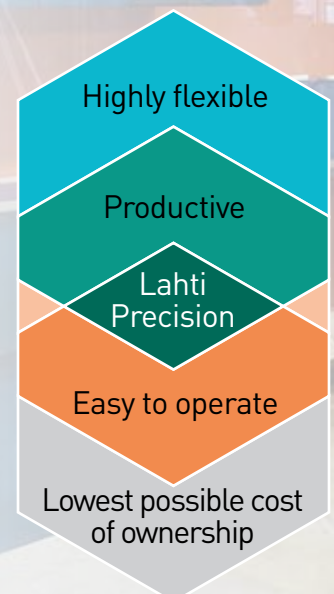 Highly flexible
Productive
Lahti
Precision
Easy to operate
Lowest possible cost
of ownership